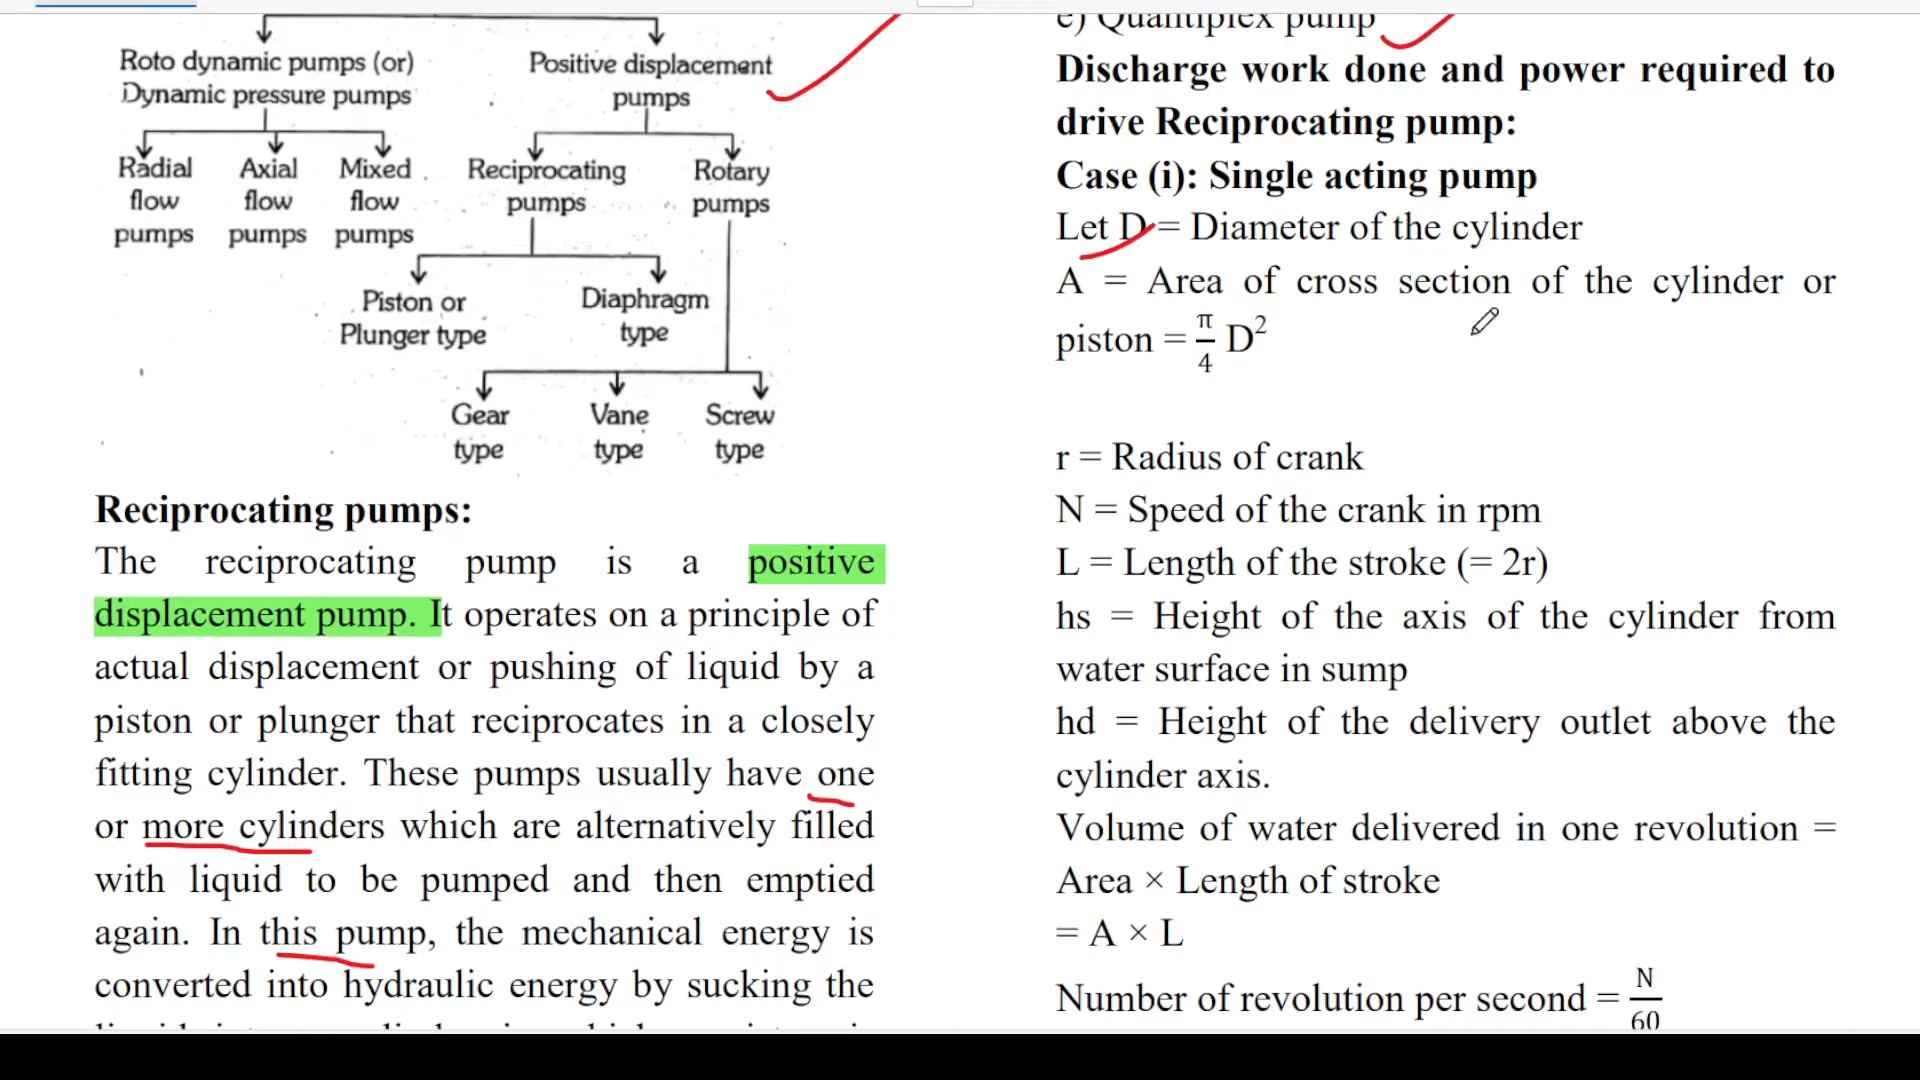 Roto dynamic pumps (or) Positive displacement
Dynamic pressure pumps pumps
Radial Axial Mixed Reciprocating Rotary
flow flow flow pumps pumps
pumps pumps pumps
Piston or Diaphragm
Plunger type type
Gear Vane Screw
type type type
Reciprocating pumps:
The reciprocating pump is a positive
displacement pump. It operates on a principle of
actual displacement or pushing of liquid by a
piston or plunger that reciprocates in a closely
fitting cylinder. These pumps usually have one
or more cylinders which are alternatively filled
with liquid to be pumped and then emptied
again. In this pump, the mechanical energy is
converted into hydraulic energy by sucking the
e) Quantiplex pump
Discharge work done and power required to
drive Reciprocating pump:
Case (i): Single acting pump
Let D = Diameter of the cylinder
A = Area of cross section of the cylinder or
piston = π/4 D²
r = Radius of crank
N = Speed of the crank in rpm
L = Length of the stroke (= 2r)
hs = Height of the axis of the cylinder from
water surface in sump
hd = Height of the delivery outlet above the
cylinder axis.
Volume of water delivered in one revolution =
Area × Length of stroke
= A × L
Number of revolution per second = N/60